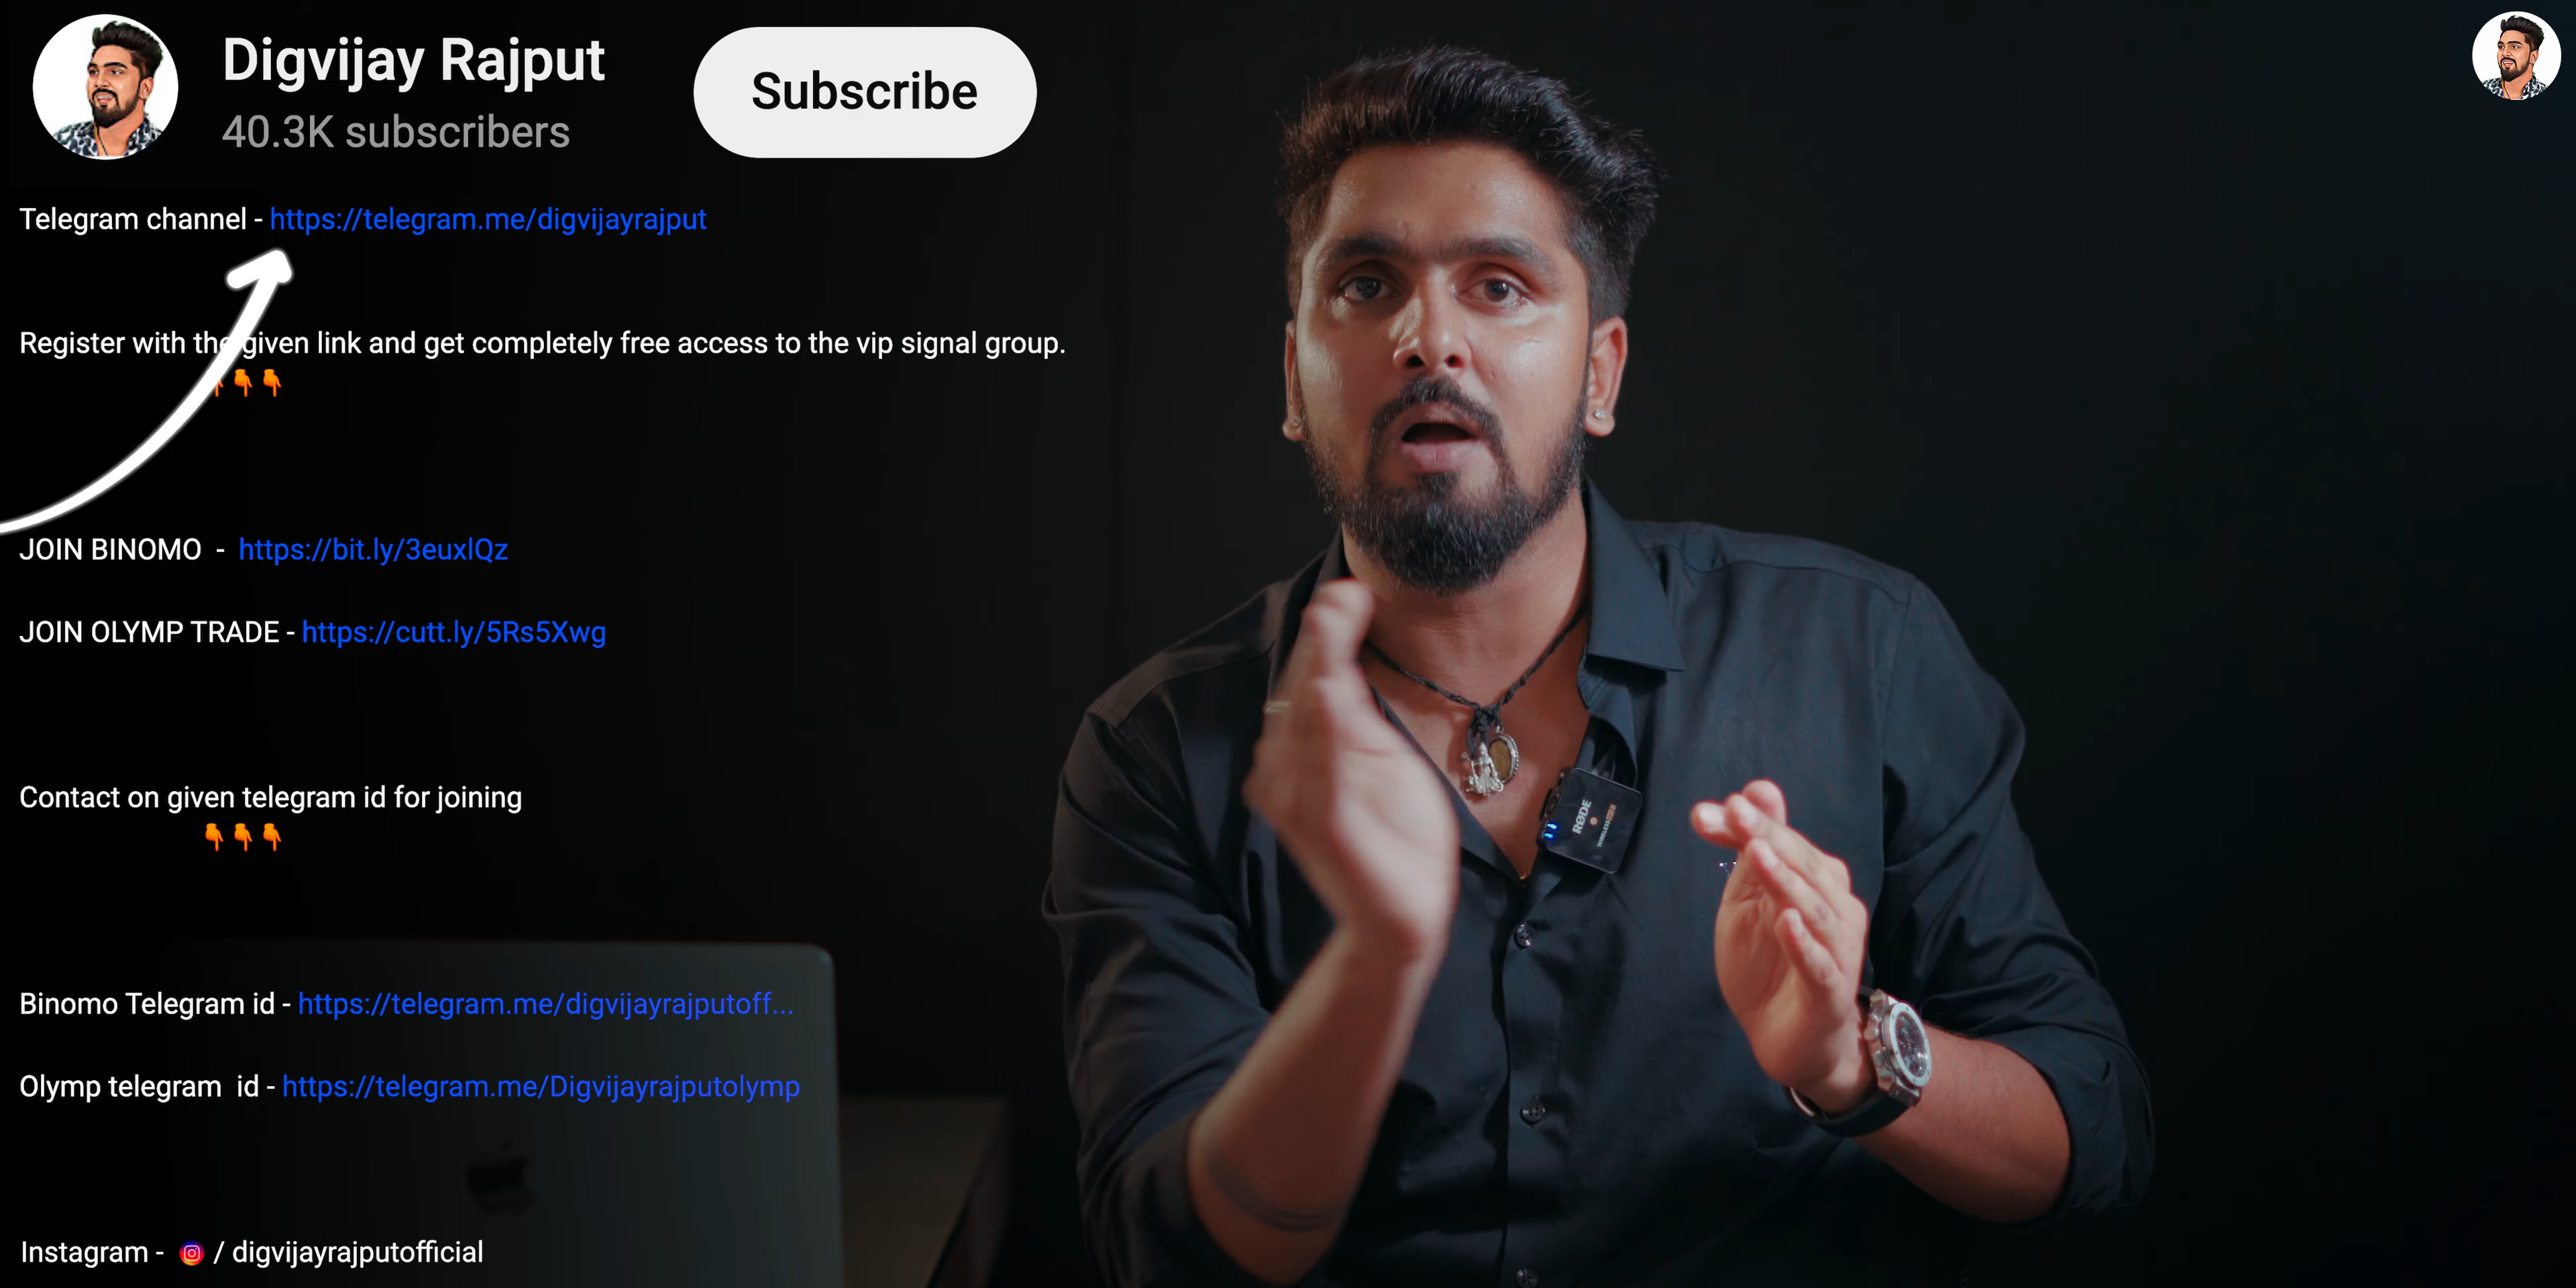 Digvijay Rajput
40.3K subscribers
Subscribe
Telegram channel - https://telegram.me/digvijayrajput
Register with the given link and get completely free access to the vip signal group.
👇👇👇
JOIN BINOMO - https://bit.ly/3euxlQz
JOIN OLYMP TRADE - https://cutt.ly/5Rs5Xwg
Contact on given telegram id for joining
👇👇👇
Binomo Telegram id - https://telegram.me/digvijayrajputoff...
Olymp telegram id - https://telegram.me/Digvijayrajputolymp
Instagram - / digvijayrajputofficial
RØDE